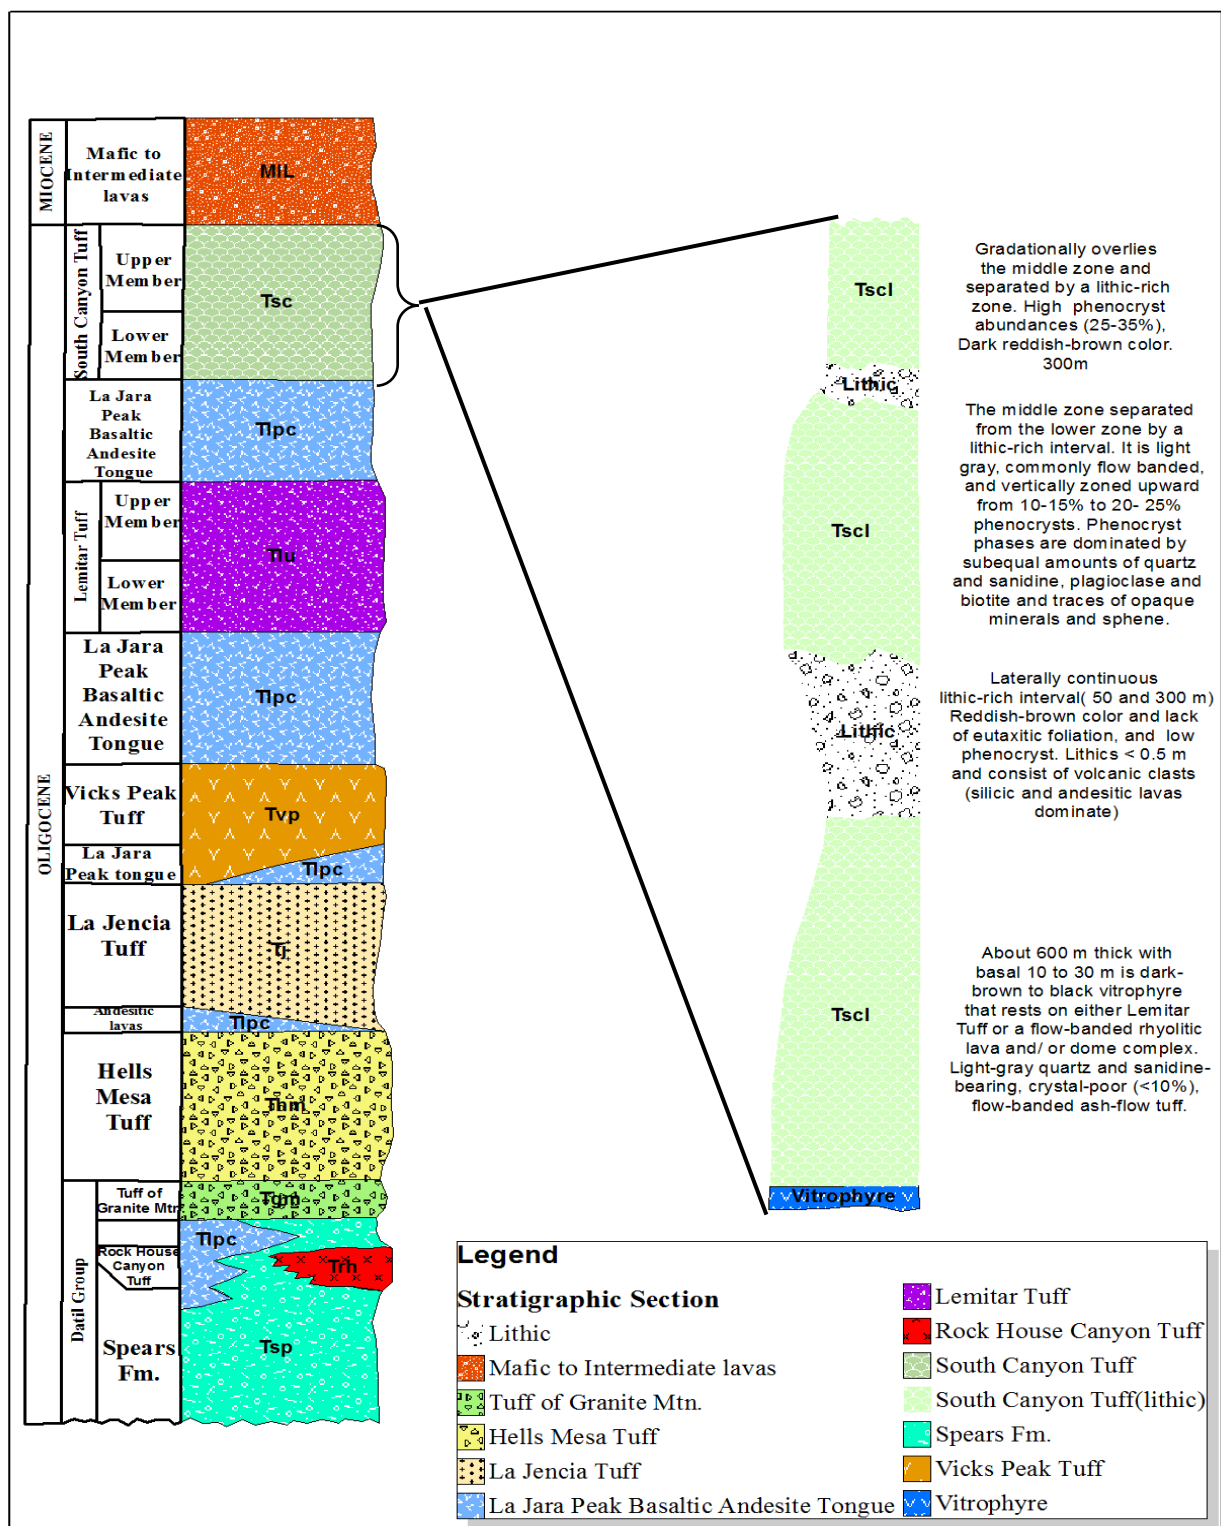 MIOCENE
Mafic to
Intermediate
lavas
MIL
OLIGOCENE
South Canyon Tuff
Upper
Member
Lower
Member
Tsc
La Jara
Peak
Basaltic
Andesite
Tongue
Tlpc
Lemitar Tuff
Upper
Member
Lower
Member
Tlu
La Jara
Peak
Basaltic
Andesite
Tongue
Tlpc
Vicks Peak
Tuff
Tvp
La Jara
Peak tongue
Tlpc
La Jencia
Tuff
Tj
Andesitic
lavas
Tlpc
Hells
Mesa
Tuff
Thm
Datil Group
Tuff of
Granite Mtn
Tgm
Tlpc
Rock House
Canyon
Tuff
Trh
Spears
Fm.
Tsp
Tscl
Lithic
Tscl
Lithic
Tscl
Vitrophyre
Gradationally overlies
the middle zone and
separated by a lithic-rich
zone. High phenocryst
abundances (25-35%),
Dark reddish-brown color.
300m
The middle zone separated
from the lower zone by a
lithic-rich interval. It is light
gray, commonly flow banded,
and vertically zoned upward
from 10-15% to 20- 25%
phenocrysts. Phenocryst
phases are dominated by
subequal amounts of quartz
and sanidine, plagioclase and
biotite and traces of opaque
minerals and sphene.
Laterally continuous
lithic-rich interval( 50 and 300 m)
Reddish-brown color and lack
of eutaxitic foliation, and low
phenocryst. Lithics < 0.5 m
and consist of volcanic clasts
(silicic and andesitic lavas
dominate)
About 600 m thick with
basal 10 to 30 m is dark-
brown to black vitrophyre
that rests on either Lemitar
Tuff or a flow-banded rhyolitic
lava and/ or dome complex.
Light-gray quartz and sanidine-
bearing, crystal-poor (<10%),
flow-banded ash-flow tuff.
Legend
Stratigraphic Section
Lithic
Mafic to Intermediate lavas
Tuff of Granite Mtn.
Hells Mesa Tuff
La Jencia Tuff
La Jara Peak Basaltic Andesite Tongue
Lemitar Tuff
Rock House Canyon Tuff
South Canyon Tuff
South Canyon Tuff(lithic)
Spears Fm.
Vicks Peak Tuff
Vitrophyre